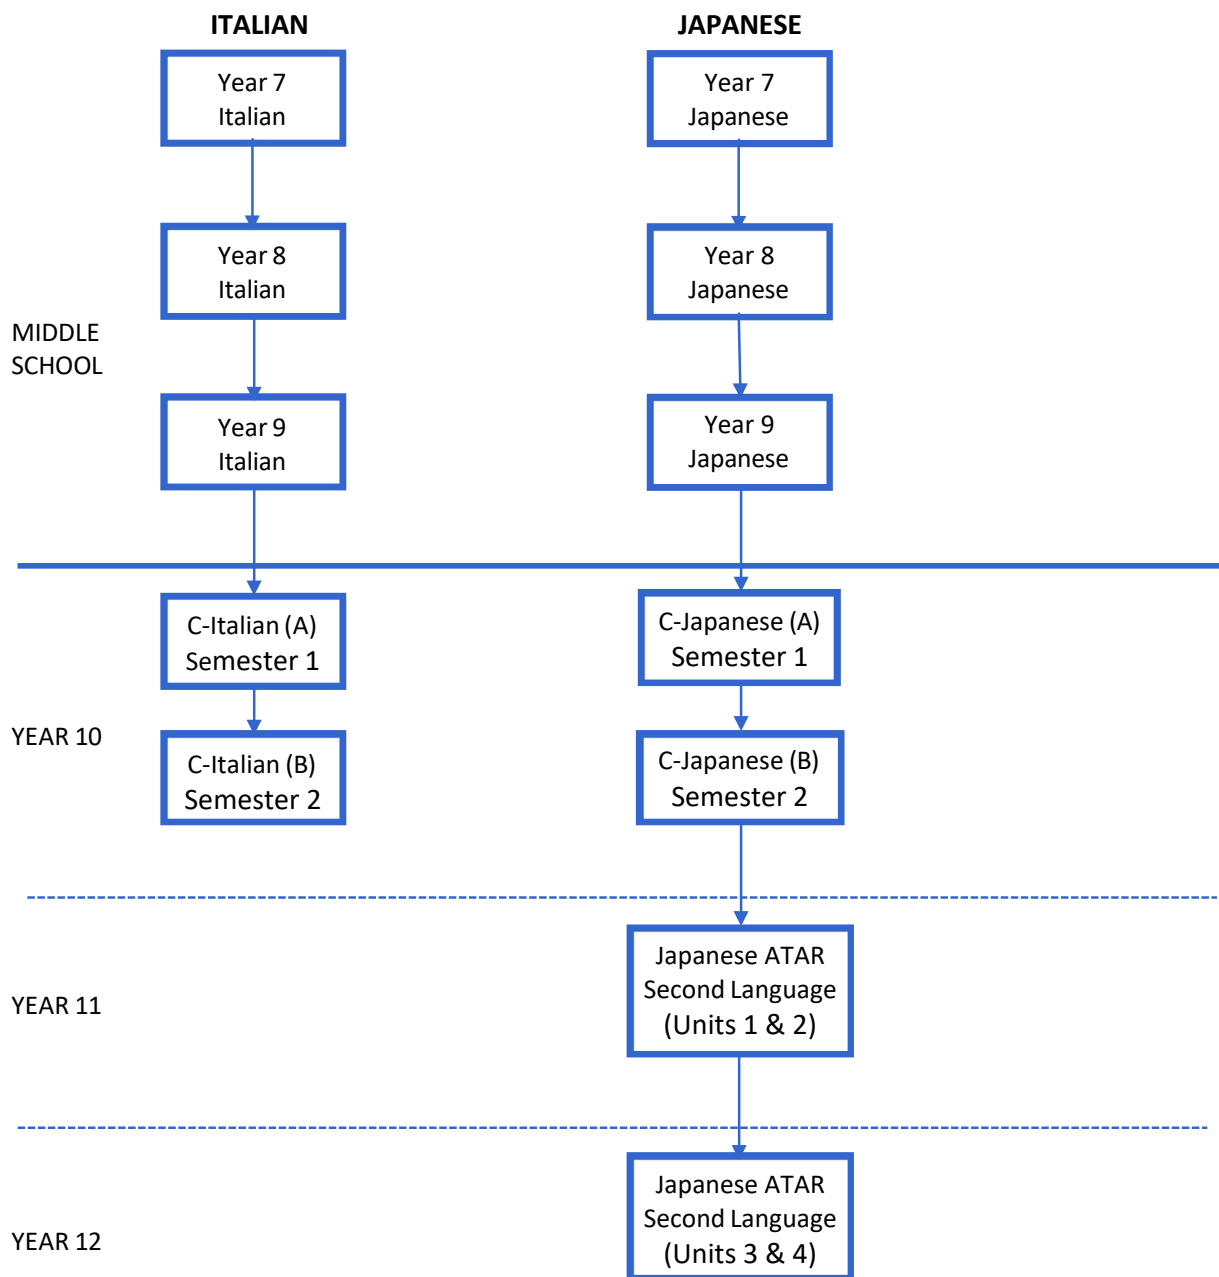 ITALIAN
JAPANESE
Year 7
Italian
Year 7
Japanese
Year 8
Italian
Year 8
Japanese
MIDDLE
SCHOOL
Year 9
Italian
Year 9
Japanese
C-Italian (A)
Semester 1
C-Japanese (A)
Semester 1
YEAR 10
C-Italian (B)
Semester 2
C-Japanese (B)
Semester 2
YEAR 11
Japanese ATAR
Second Language
(Units 1 & 2)
YEAR 12
Japanese ATAR
Second Language
(Units 3 & 4)